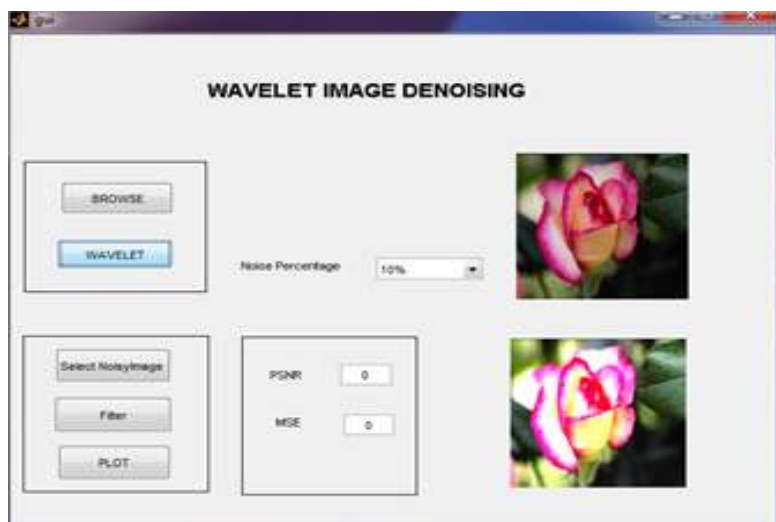 gui
WAVELET IMAGE DENOISING
BROWSE
WAVELET
Noise Percentage
10%
Select NoisyImage
Filter
PLOT
PSNR
0
MSE
0